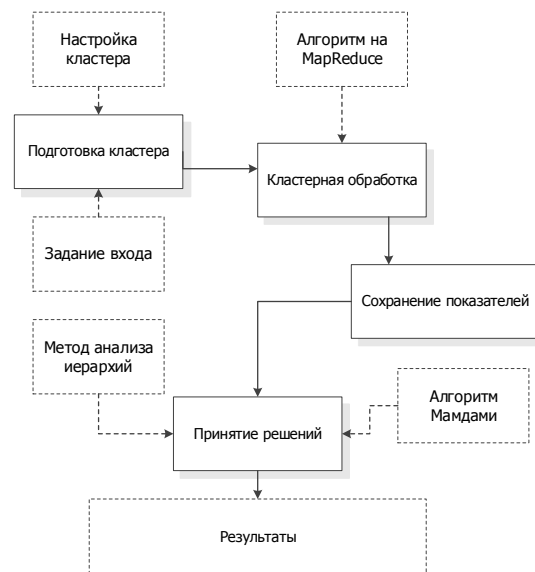 Настройка
кластера
Алгоритм на
MapReduce
Подготовка кластера
Кластерная обработка
Задание входа
Сохранение показателей
Метод анализа
иерархий
Алгоритм
Мамдами
Принятие решений
Результаты